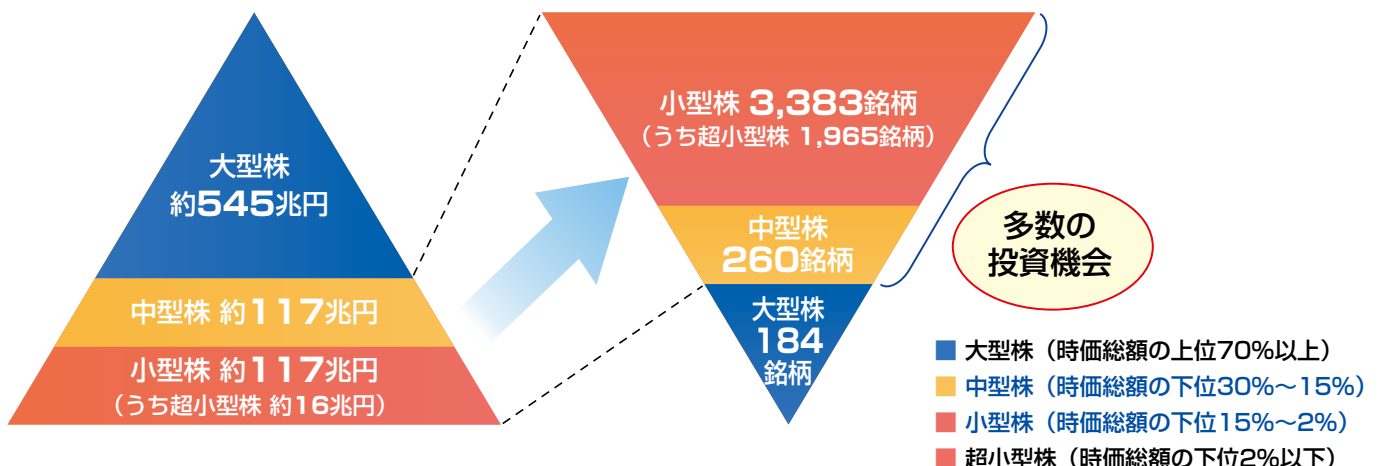 大型株
約545兆円
中型株 約117兆円
小型株 約117兆円
（うち超小型株 約16兆円）
小型株 3,383銘柄
（うち超小型株 1,965銘柄）
中型株
260銘柄
大型株
184
銘柄
多数の
投資機会
大型株（時価総額の上位70%以上）
中型株（時価総額の下位30%～15%）
小型株（時価総額の下位15%～2%）
超小型株（時価総額の下位2%以下）